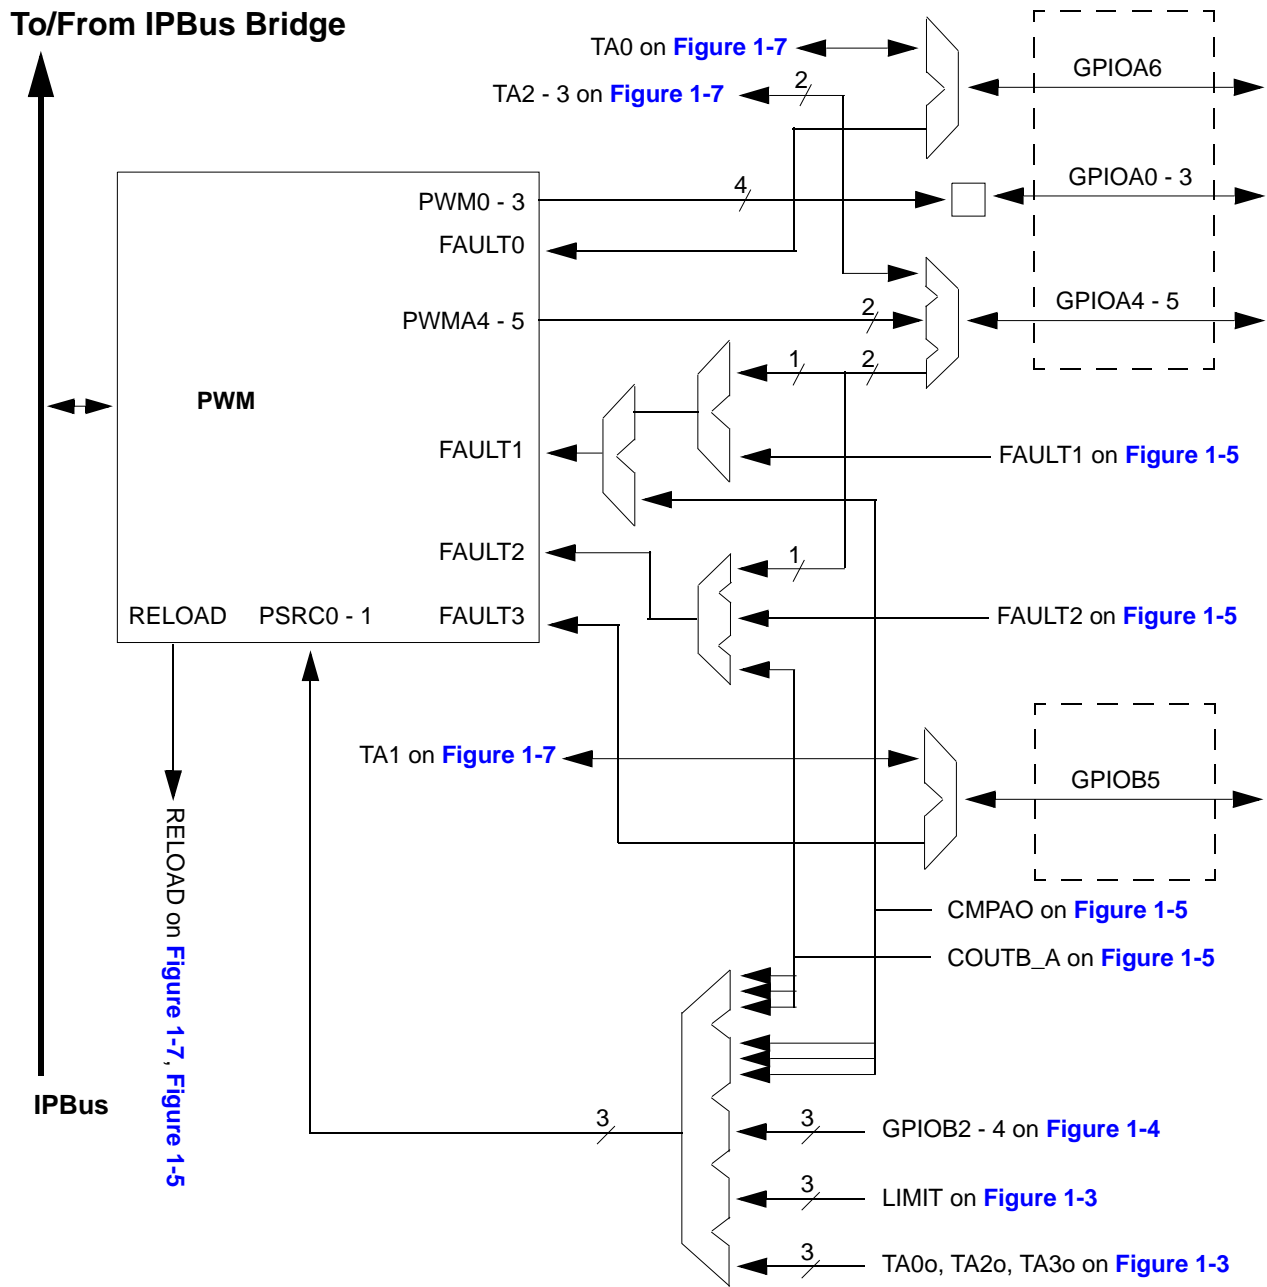 To/From IPBus Bridge
TA0 on Figure 1-7
GPIOA6
TA2 - 3 on Figure 1-7
2
GPIOA0 - 3
PWM0 - 3
4
FAULT0
GPIOA4 - 5
PWMA4 - 5
2
1
2
PWM
FAULT1
FAULT1 on Figure 1-5
FAULT2
1
RELOAD
PSRC0 - 1
FAULT3
FAULT2 on Figure 1-5
TA1 on Figure 1-7
GPIOB5
RELOAD on Figure 1-7, Figure 1-5
CMPAO on Figure 1-5
COUTB_A on Figure 1-5
IPBus
3
3
GPIOB2 - 4 on Figure 1-4
3
LIMIT on Figure 1-3
3
TA0o, TA2o, TA3o on Figure 1-3